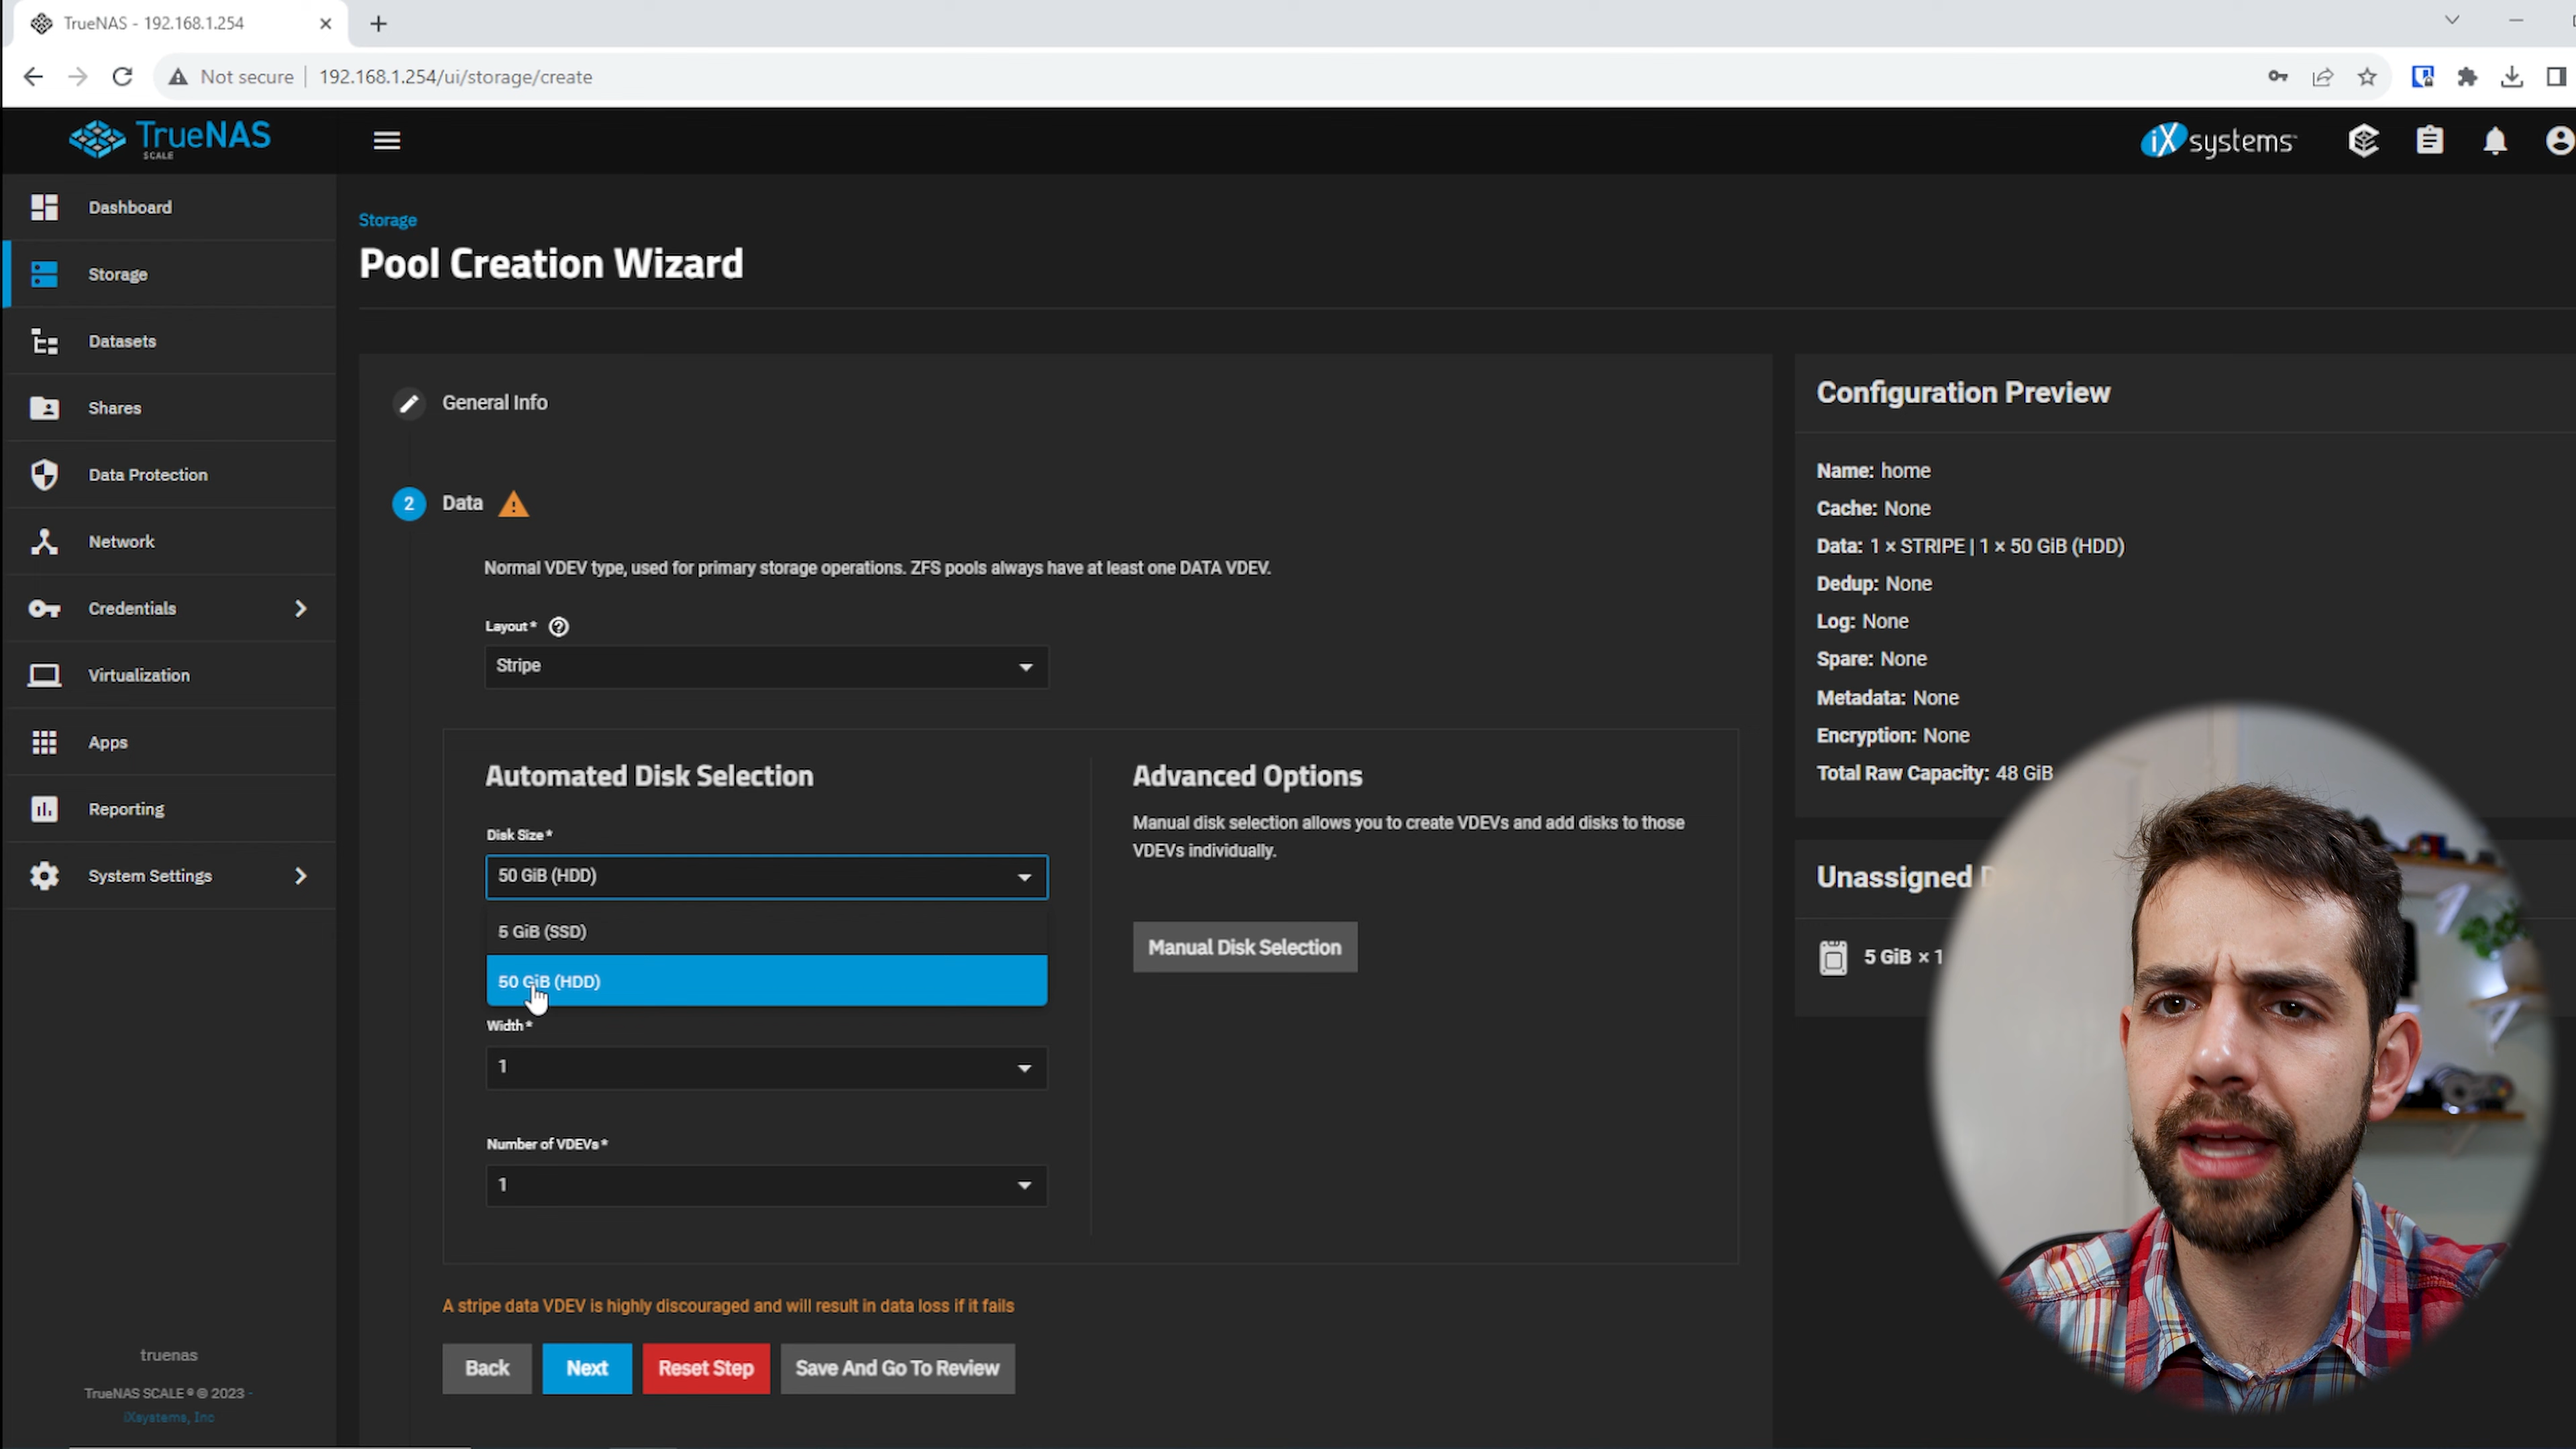 TrueNAS - 192.168.1.254
Not secure
192.168.1.254/ui/storage/create
TrueNAS
SCALE
iXsystems
Dashboard
Storage
Datasets
Shares
Data Protection
Network
Credentials
Virtualization
Apps
Reporting
System Settings
truenas
TrueNAS SCALE ® © 2023 -
iXsystems, Inc
Storage
Pool Creation Wizard
General Info
2 Data
Normal VDEV type, used for primary storage operations. ZFS pools always have at least one DATA VDEV.
Layout *
Stripe
Automated Disk Selection
Disk Size *
50 GiB (HDD)
5 GiB (SSD)
50 GiB (HDD)
Width *
1
Number of VDEVs *
1
Advanced Options
Manual disk selection allows you to create VDEVs and add disks to those
VDEVs individually.
Manual Disk Selection
A stripe data VDEV is highly discouraged and will result in data loss if it fails
Back
Next
Reset Step
Save And Go To Review
Configuration Preview
Name: home
Cache: None
Data: 1 × STRIPE | 1 × 50 GiB (HDD)
Dedup: None
Log: None
Spare: None
Metadata: None
Encryption: None
Total Raw Capacity: 48 GiB
Unassigned
5 GiB × 1